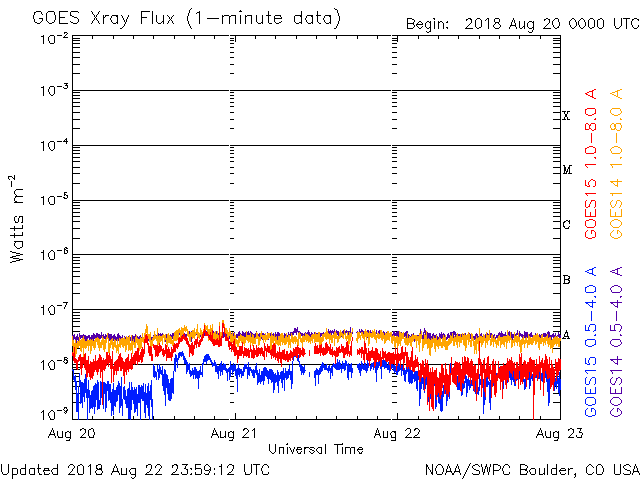 GOES Xray Flux (1-minute data)
Begin: 2018 Aug 20 0000 UTC
10⁻²
10⁻³
10⁻⁴
10⁻⁵
10⁻⁶
10⁻⁷
10⁻⁸
10⁻⁹
Watts m⁻²
X
M
C
B
A
GOES15 1.0-8.0 A
GOES14 1.0-8.0 A
GOES15 0.5-4.0 A
GOES14 0.5-4.0 A
Aug 20
Aug 21
Aug 22
Aug 23
Universal Time
Updated 2018 Aug 22 23:59:12 UTC
NOAA/SWPC Boulder, CO USA